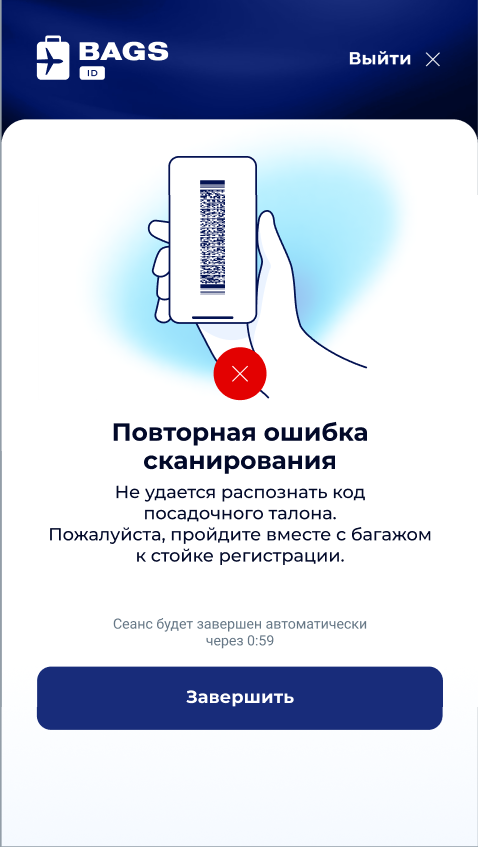 BAGS
ID
Выйти
Повторная ошибка
сканирования
Не удается распознать код
посадочного талона.
Пожалуйста, пройдите вместе с багажом
к стойке регистрации.
Сеанс будет завершен автоматически
через 0:59
Завершить